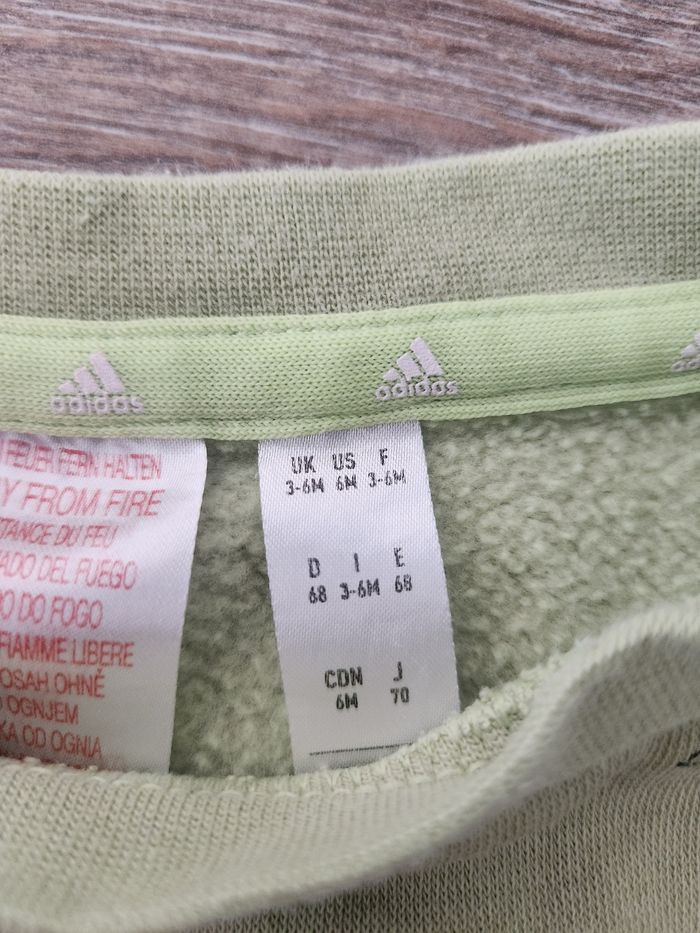 adidas
adidas
FEUER FERN HALTEN
Y FROM FIRE
STANCE DU FEU
ADO DEL FUEGO
DO FOGO
FIAMME LIBERE
OSAH OHNĚ
OGNJEM
KA OD OGNIA
UK US F
3-6M 6M 3-6M
D I E
68 3-6M 68
CDN J
6M 70